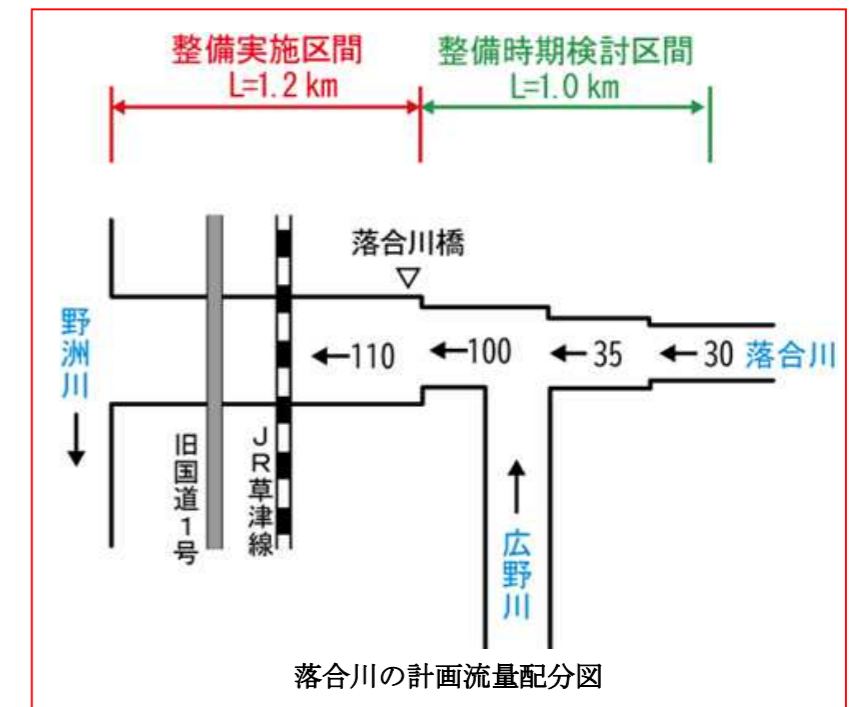 整備実施区間
L=1.2 km
整備時期検討区間
L=1.0 km
落合川橋
野洲川
←110
←100
←35
←30
落合川
旧国道1号
JR草津線
広野川
落合川の計画流量配分図